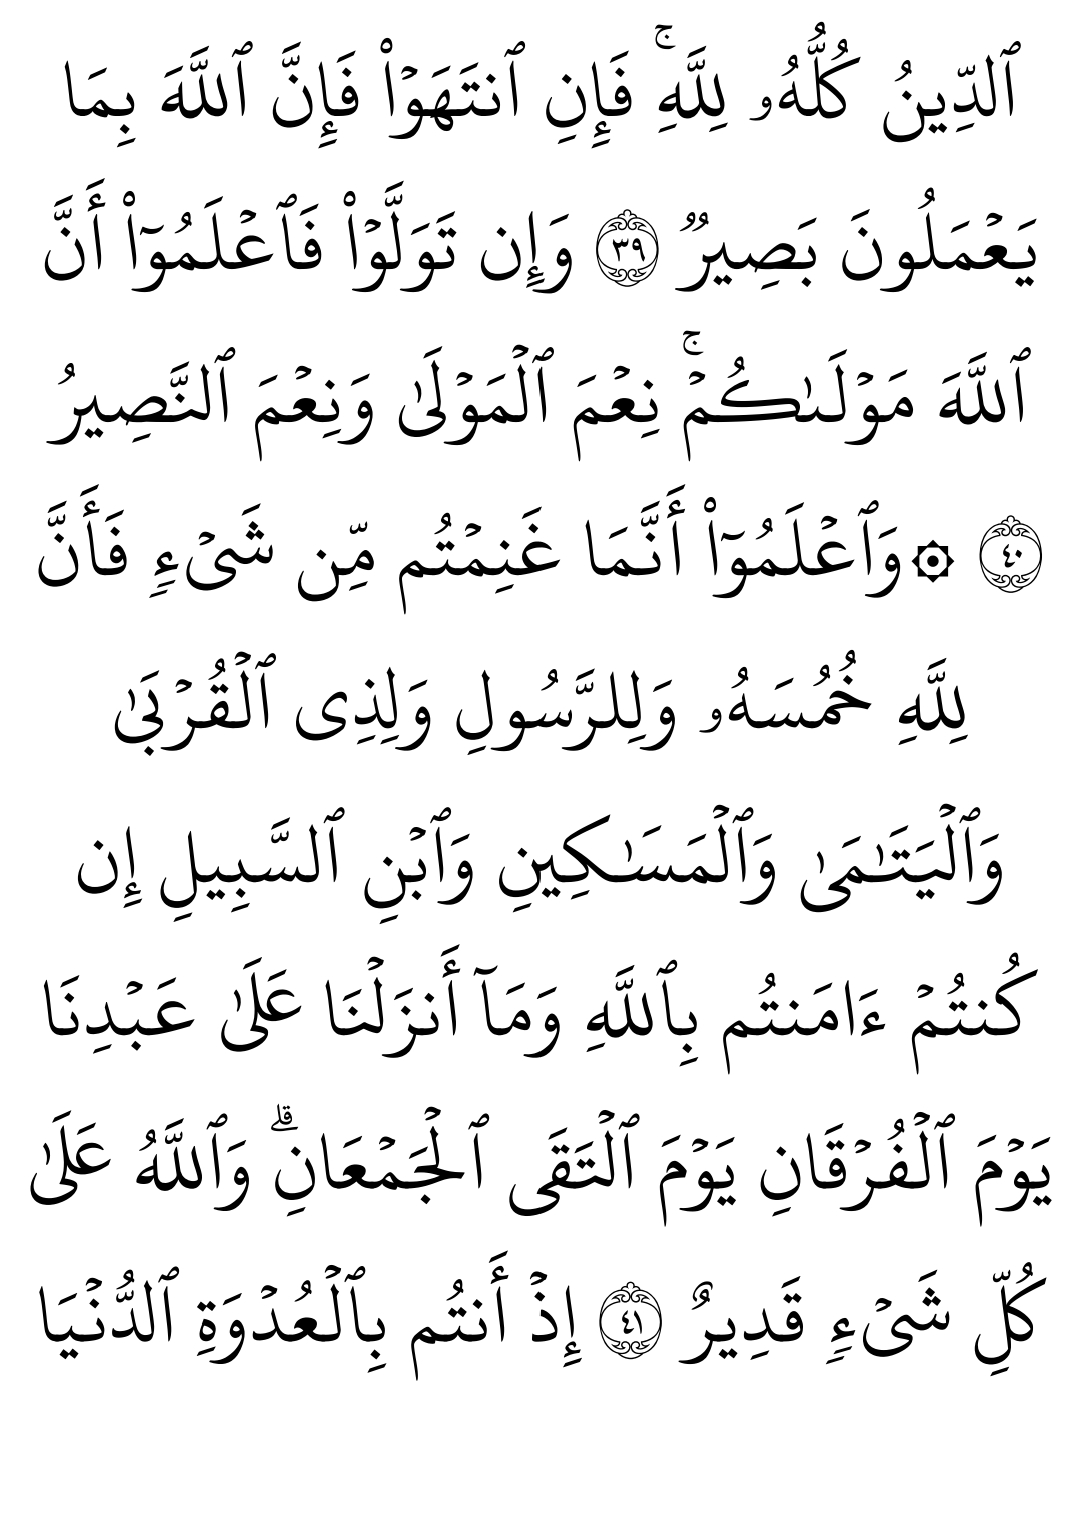 ٱلدِّينُ كُلُّهُۥ لِلَّهِۚ فَإِنِ ٱنتَهَوۡاْ فَإِنَّ ٱللَّهَ بِمَا
يَعۡمَلُونَ بَصِيرٞ ٣٩ وَإِن تَوَلَّوۡاْ فَٱعۡلَمُوٓاْ أَنَّ
ٱللَّهَ مَوۡلَىٰكُمۡۚ نِعۡمَ ٱلۡمَوۡلَىٰ وَنِعۡمَ ٱلنَّصِيرُ
٤٠ ۞وَٱعۡلَمُوٓاْ أَنَّمَا غَنِمۡتُم مِّن شَيۡءٖ فَأَنَّ
لِلَّهِ خُمُسَهُۥ وَلِلرَّسُولِ وَلِذِي ٱلۡقُرۡبَىٰ
وَٱلۡيَتَٰمَىٰ وَٱلۡمَسَٰكِينِ وَٱبۡنِ ٱلسَّبِيلِ إِن
كُنتُمۡ ءَامَنتُم بِٱللَّهِ وَمَآ أَنزَلۡنَا عَلَىٰ عَبۡدِنَا
يَوۡمَ ٱلۡفُرۡقَانِ يَوۡمَ ٱلۡتَقَى ٱلۡجَمۡعَانِۗ وَٱللَّهُ عَلَىٰ
كُلِّ شَيۡءٖ قَدِيرٌ ٤١ إِذۡ أَنتُم بِٱلۡعُدۡوَةِ ٱلدُّنۡيَا